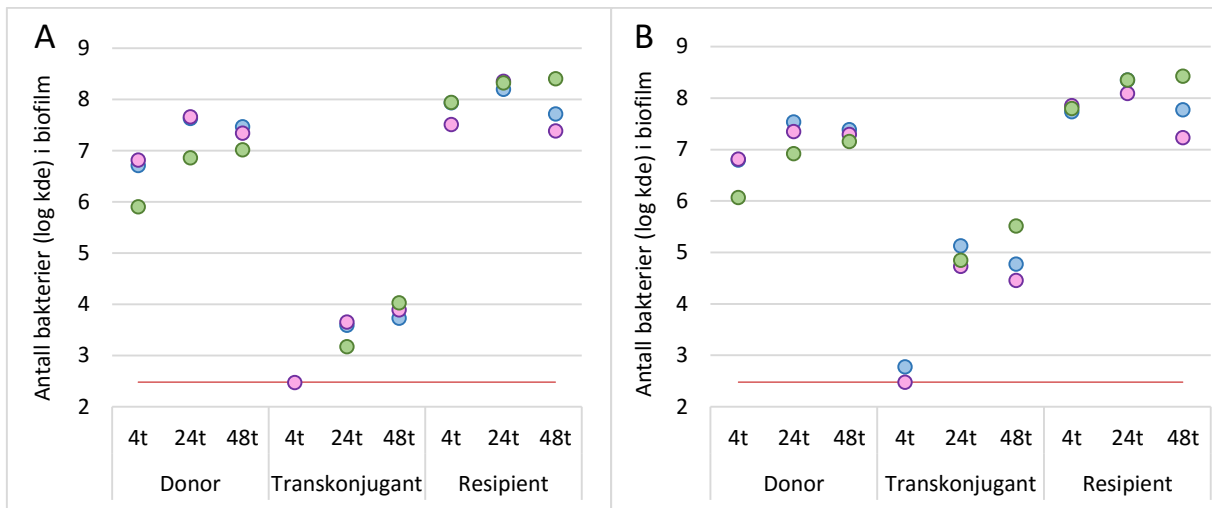 A
Antall bakterier (log kde) i biofilm
9
8
7
6
5
4
3
2
4t 24t 48t 4t 24t 48t 4t 24t 48t
Donor Transkonjugant Resipient
B
Antall bakterier (log kde) i biofilm
9
8
7
6
5
4
3
2
4t 24t 48t 4t 24t 48t 4t 24t 48t
Donor Transkonjugant Resipient